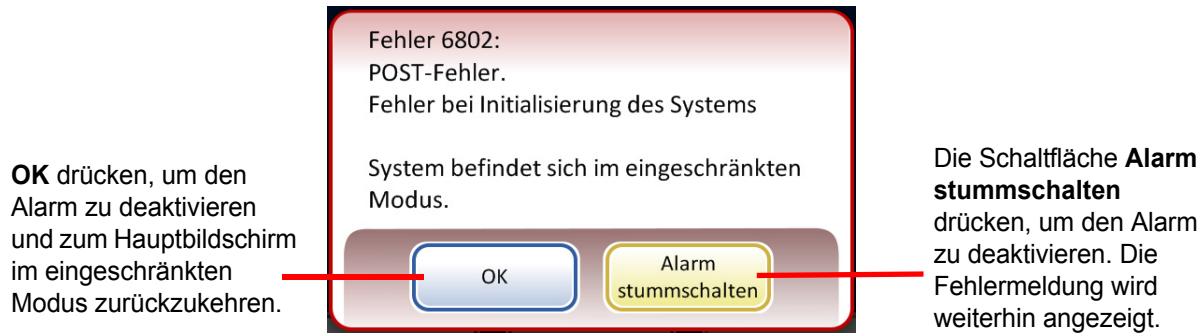 OK drücken, um den
Alarm zu deaktivieren
und zum Hauptbildschirm
im eingeschränkten
Modus zurückzukehren.
Fehler 6802:
POST-Fehler.
Fehler bei Initialisierung des Systems
System befindet sich im eingeschränkten
Modus.
OK
Alarm
stummschalten
Die Schaltfläche Alarm
stummschalten
drücken, um den Alarm
zu deaktivieren. Die
Fehlermeldung wird
weiterhin angezeigt.